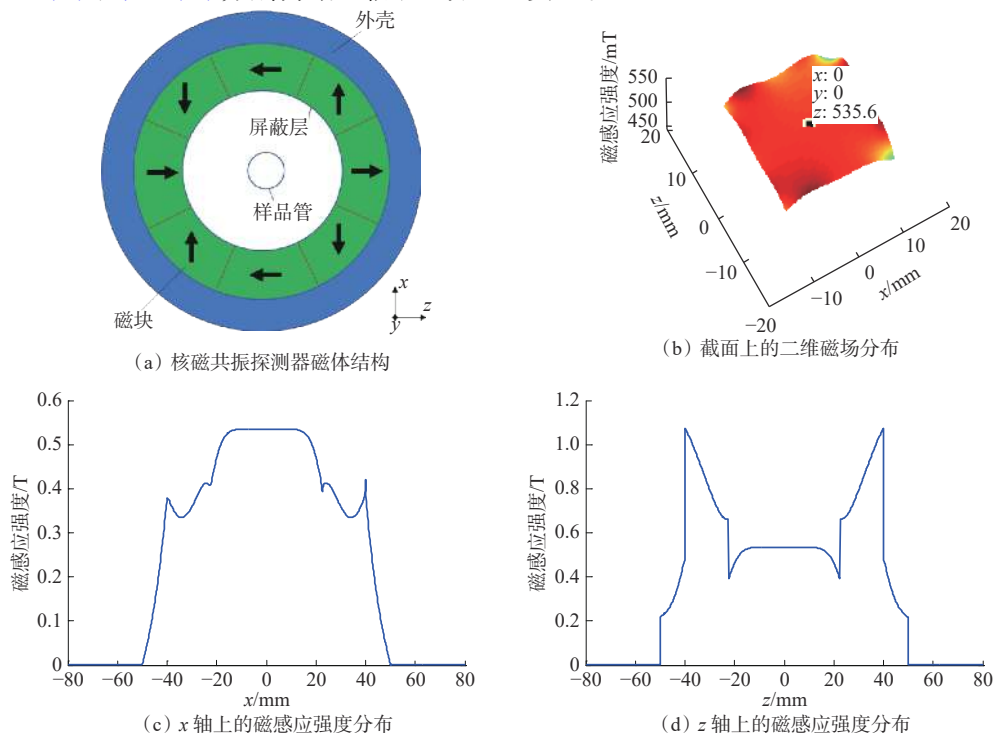 外壳
屏蔽层
样品管
磁块
x
y
z
(a)核磁共振探测器磁体结构
磁感应强度/mT
550
500
450
20
10
0
−10
−20
z/mm
−10
0
10
20
x/mm
x: 0
y: 0
z: 535.6
(b)截面上的二维磁场分布
磁感应强度/T
0.6
0.5
0.4
0.3
0.2
0.1
0
−80 −60 −40 −20 0 20 40 60 80
x/mm
(c)x 轴上的磁感应强度分布
磁感应强度/T
1.2
1.0
0.8
0.6
0.4
0.2
0
−80 −60 −40 −20 0 20 40 60 80
z/mm
(d)z 轴上的磁感应强度分布